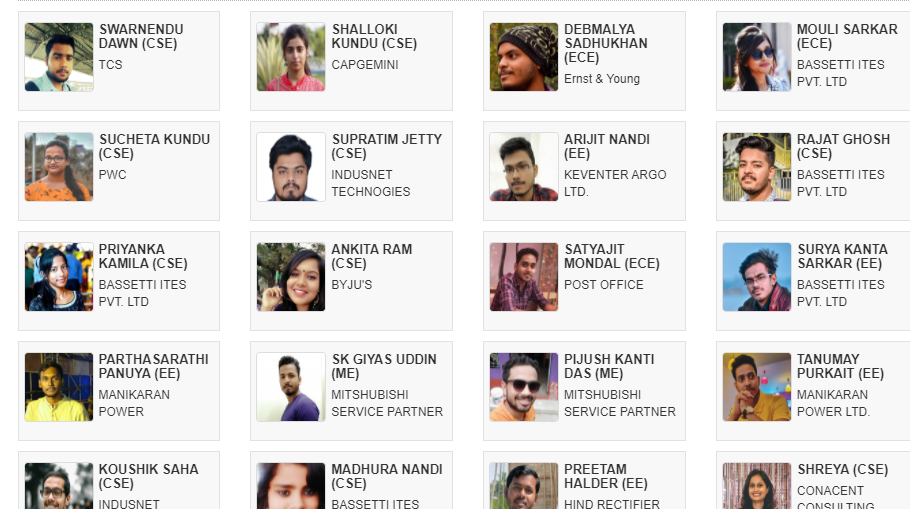 SWARNENDU
DAWN (CSE)
TCS
SHALLOKI
KUNDU (CSE)
CAPGEMINI
DEBMALYA
SADHUKHAN
(ECE)
Ernst & Young
MOULI SARKAR
(ECE)
BASSETTI ITES
PVT. LTD
SUCHETA KUNDU
(CSE)
PWC
SUPRATIM JETTY
(CSE)
INDUSNET
TECHNOGIES
ARIJIT NANDI
(EE)
KEVENTER ARGO
LTD.
RAJAT GHOSH
(CSE)
BASSETTI ITES
PVT. LTD
PRIYANKA
KAMILA (CSE)
BASSETTI ITES
PVT. LTD
ANKITA RAM
(CSE)
BYJU'S
SATYAJIT
MONDAL (ECE)
POST OFFICE
SURYA KANTA
SARKAR (EE)
BASSETTI ITES
PVT. LTD
PARTHASARATHI
PANUYA (EE)
MANIKARAN
POWER
SK GIYAS UDDIN
(ME)
MITSHUBISHI
SERVICE PARTNER
PIJUSH KANTI
DAS (ME)
MITSHUBISHI
SERVICE PARTNER
TANUMAY
PURKAIT (EE)
MANIKARAN
POWER LTD.
KOUSHIK SAHA
(CSE)
INDUSNET
MADHURA NANDI
(CSE)
BASSETTI ITES
PREETAM
HALDER (EE)
HIND RECTIFIER
SHREYA (CSE)
CONACENT
CONSULTING